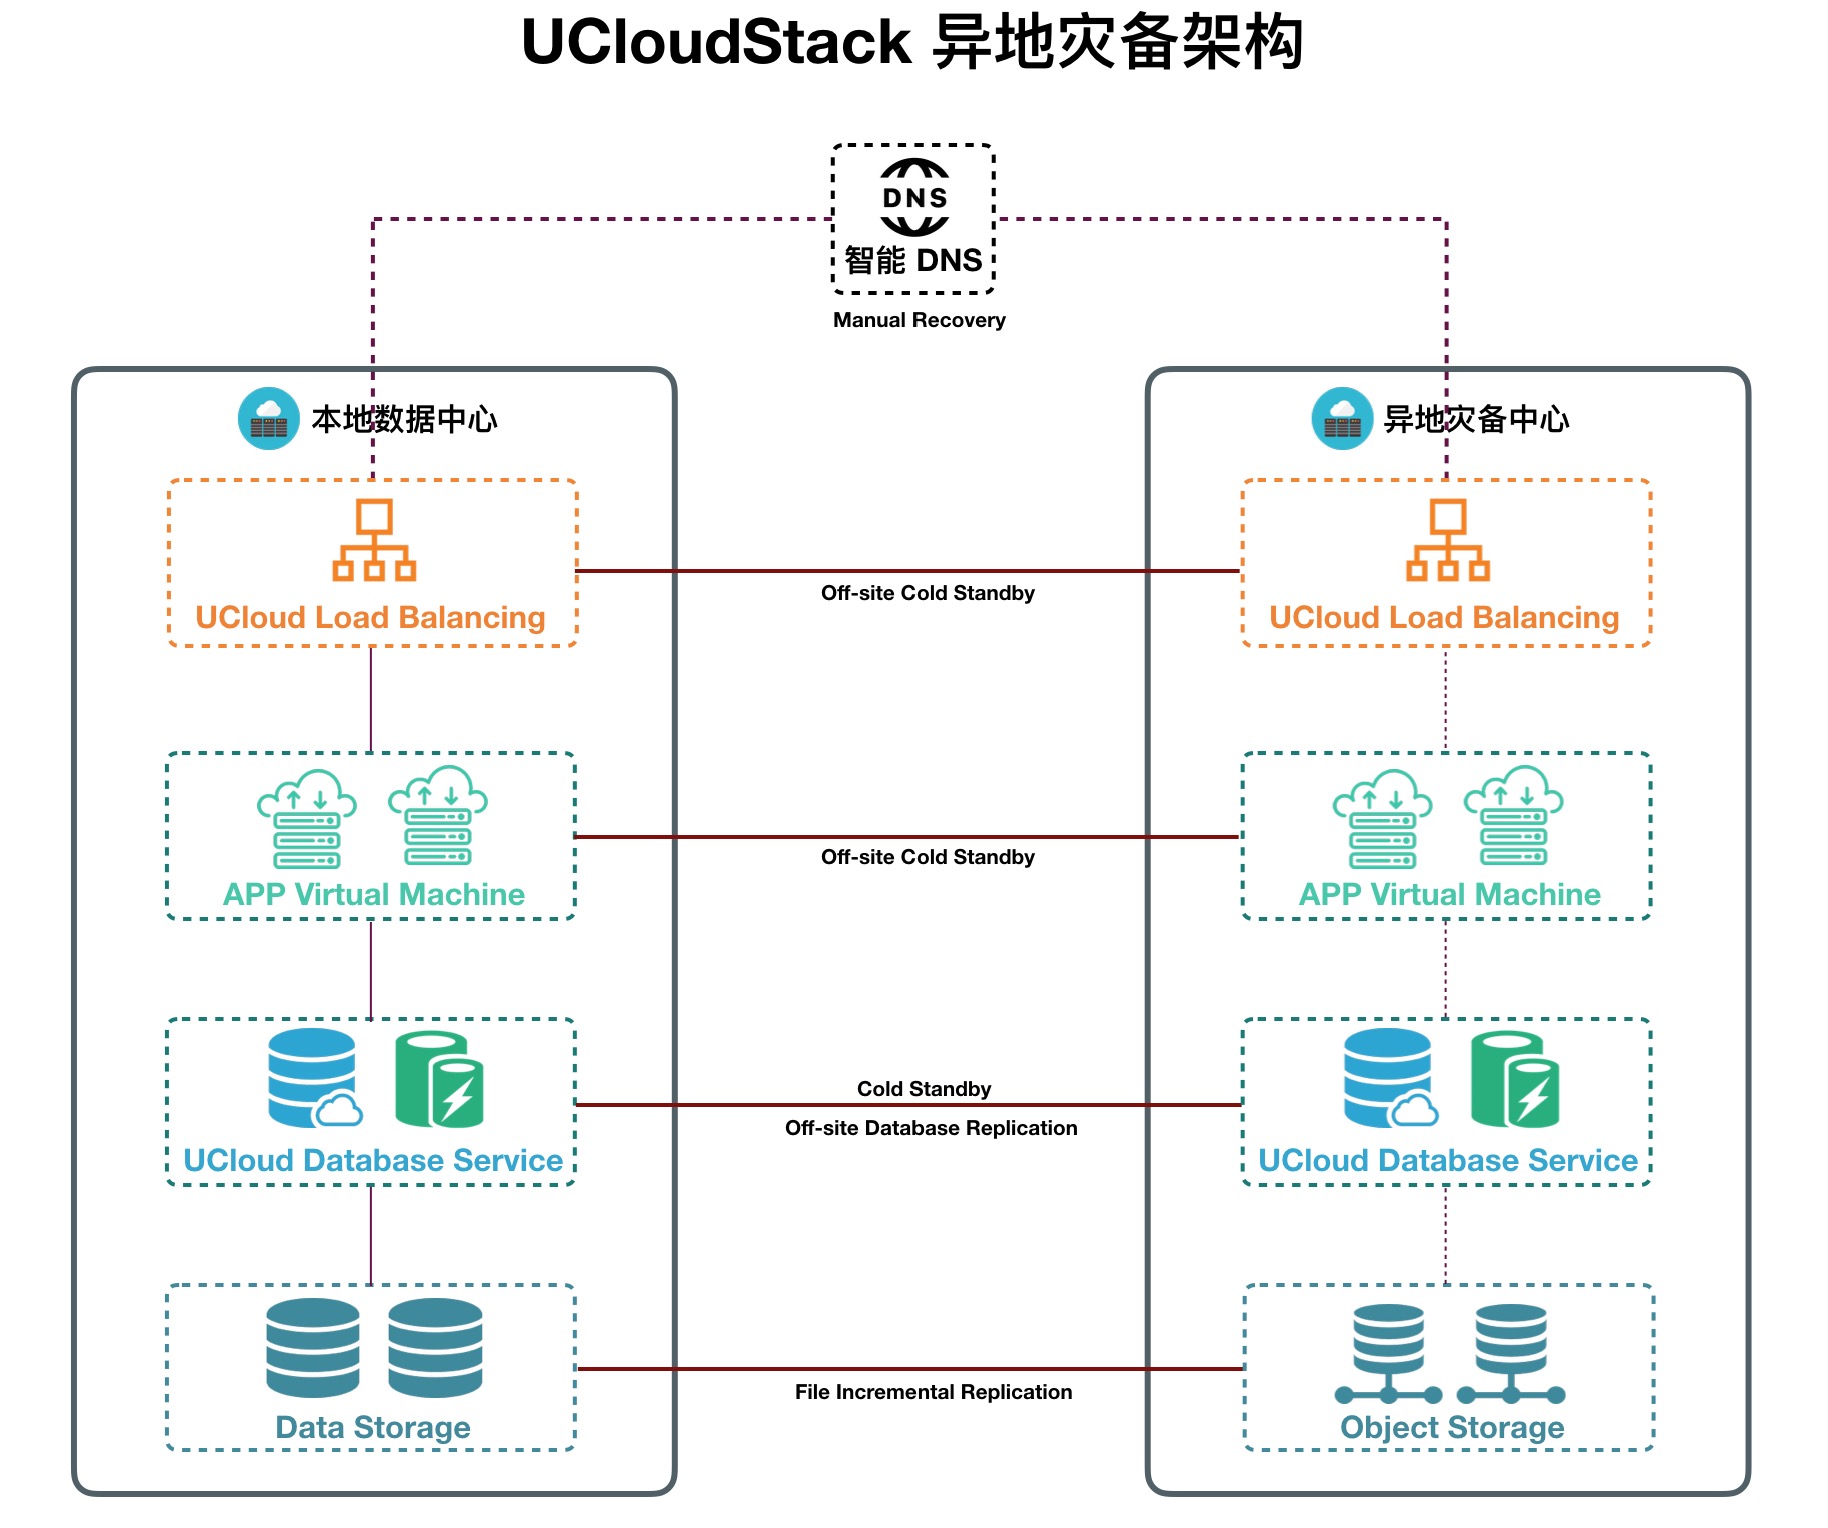 UCloudStack 异地灾备架构
DNS
智能 DNS
Manual Recovery
本地数据中心
异地灾备中心
UCloud Load Balancing
Off-site Cold Standby
UCloud Load Balancing
APP Virtual Machine
Off-site Cold Standby
APP Virtual Machine
Cold Standby
Off-site Database Replication
UCloud Database Service
UCloud Database Service
File Incremental Replication
Data Storage
Object Storage